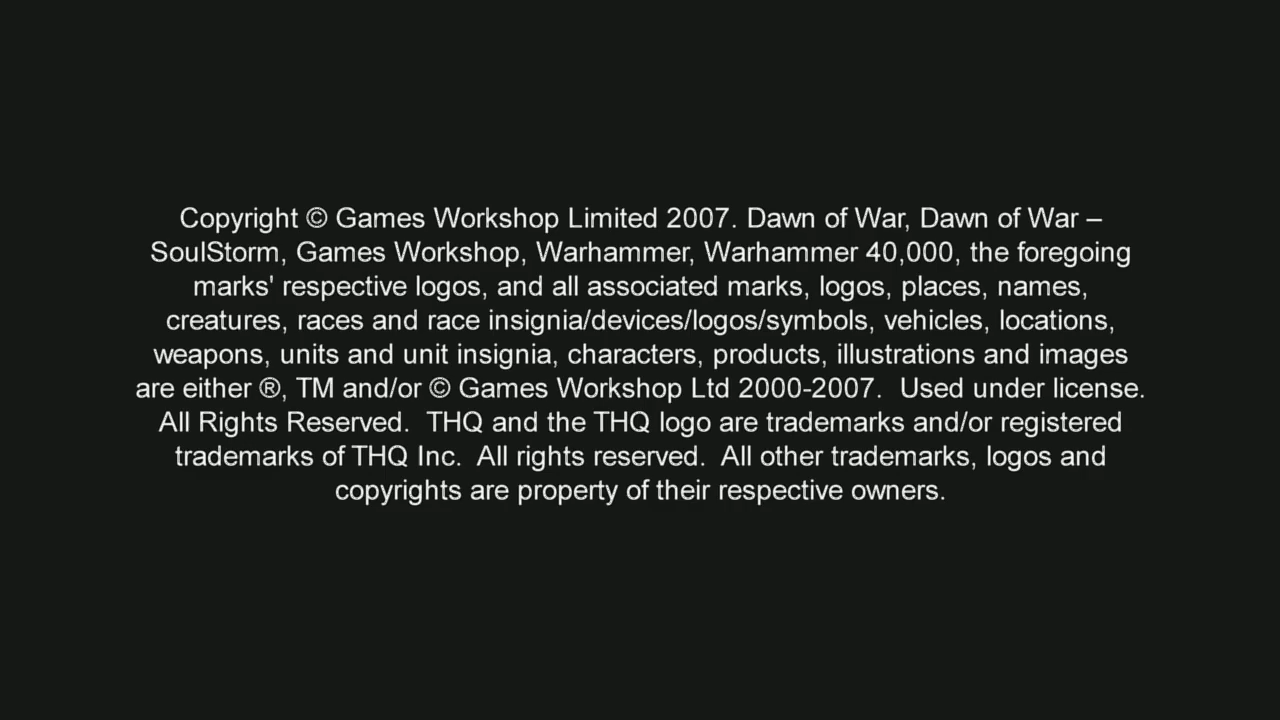 Copyright © Games Workshop Limited 2007. Dawn of War, Dawn of War –
SoulStorm, Games Workshop, Warhammer, Warhammer 40,000, the foregoing
marks' respective logos, and all associated marks, logos, places, names,
creatures, races and race insignia/devices/logos/symbols, vehicles, locations,
weapons, units and unit insignia, characters, products, illustrations and images
are either ®, TM and/or © Games Workshop Ltd 2000-2007.  Used under license.
All Rights Reserved.  THQ and the THQ logo are trademarks and/or registered
trademarks of THQ Inc.  All rights reserved.  All other trademarks, logos and
copyrights are property of their respective owners.